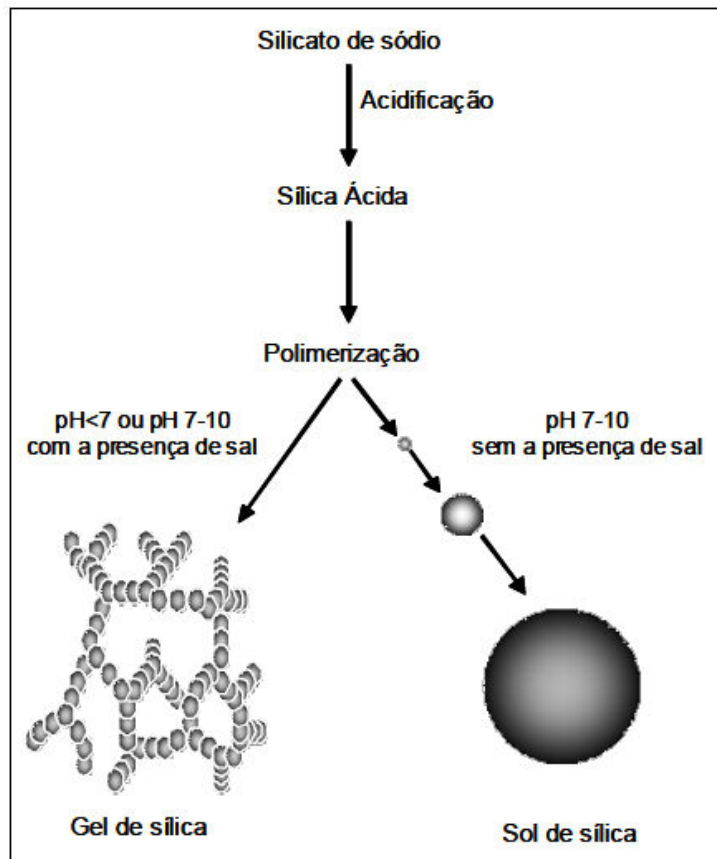 Silicato de sódio
Acidificação
Sílica Ácida
Polimerização
pH<7 ou pH 7-10
com a presença de sal
pH 7-10
sem a presença de sal
Gel de sílica
Sol de sílica